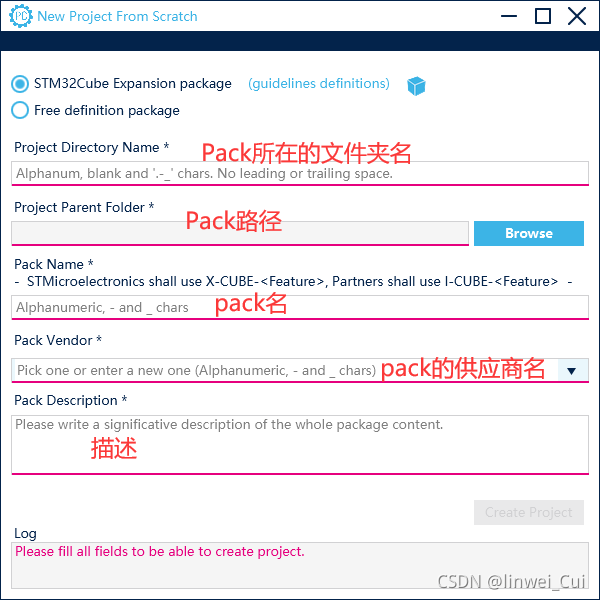 PC New Project From Scratch
STM32Cube Expansion package (guidelines definitions)
Free definition package
Project Directory Name *
Pack所在的文件夹名
Alphanum, blank and '.-_' chars. No leading or trailing space.
Project Parent Folder *
Pack路径
Browse
Pack Name *
- STMicroelectronics shall use X-CUBE-<Feature>, Partners shall use I-CUBE-<Feature> -
Alphanumeric, - and _ chars
pack名
Pack Vendor *
Pick one or enter a new one (Alphanumeric, - and _ chars)
pack的供应商名
Pack Description *
Please write a significative description of the whole package content.
描述
Create Project
Log
Please fill all fields to be able to create project.
CSDN @linwei_Cui